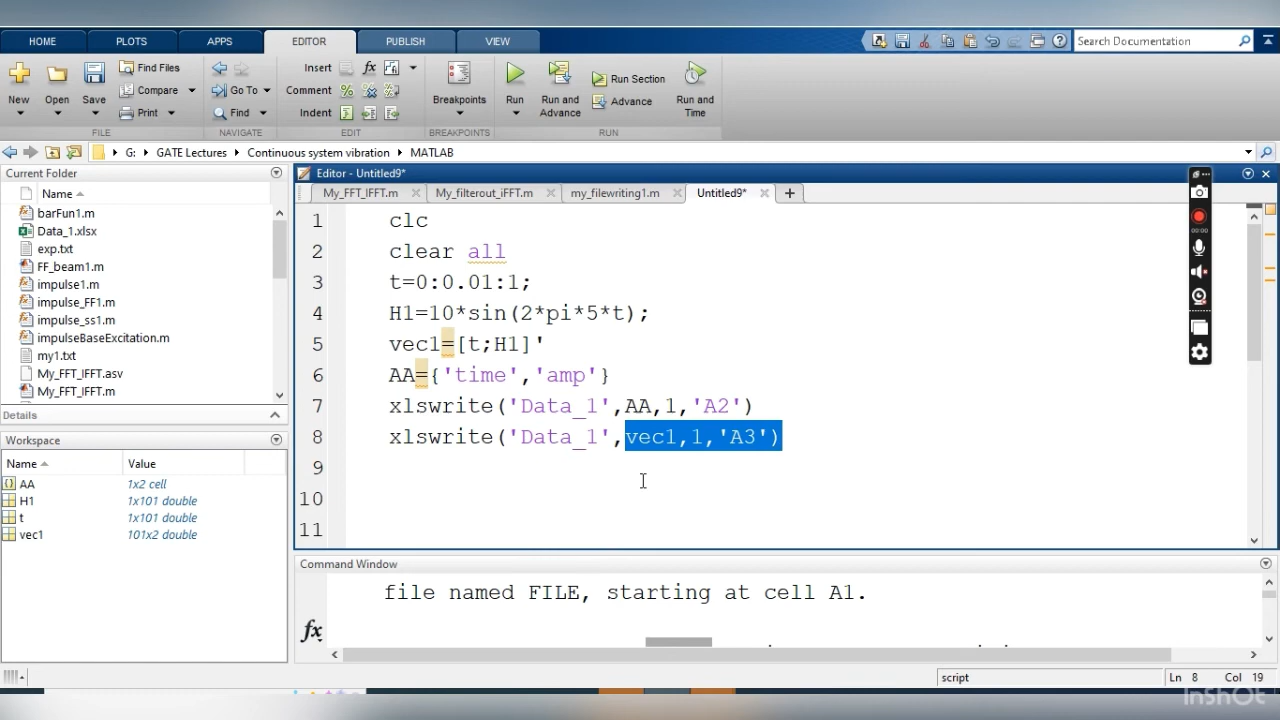 HOME PLOTS APPS EDITOR PUBLISH VIEW Search Documentation
New Open Save Find Files Compare Print Go To Find Insert fx Comment Indent Breakpoints Run Run and Advance Run Section Advance Run and Time
FILE NAVIGATE EDIT BREAKPOINTS RUN
G: GATE Lectures Continuous system vibration MATLAB
Current Folder
Name
barFun1.m
Data_1.xlsx
exp.txt
FF_beam1.m
impulse1.m
impulse_FF1.m
impulse_ss1.m
impulseBaseExcitation.m
my1.txt
My_FFT_IFFT.asv
My_FFT_IFFT.m
Details
Workspace
Name Value
AA 1x2 cell
H1 1x101 double
t 1x101 double
vec1 101x2 double
Editor - Untitled9*
My_FFT_IFFT.m My_filterout_iFFT.m my_filewriting1.m Untitled9*
1 clc
2 clear all
3 t=0:0.01:1;
4 H1=10*sin(2*pi*5*t);
5 vec1=[t;H1]'
6 AA={'time','amp'}
7 xlswrite('Data_1',AA,1,'A2')
8 xlswrite('Data_1',vec1,1,'A3')
9
10
11
00:00
Command Window
file named FILE, starting at cell A1.
fx
script Ln 8 Col 19
InShOt